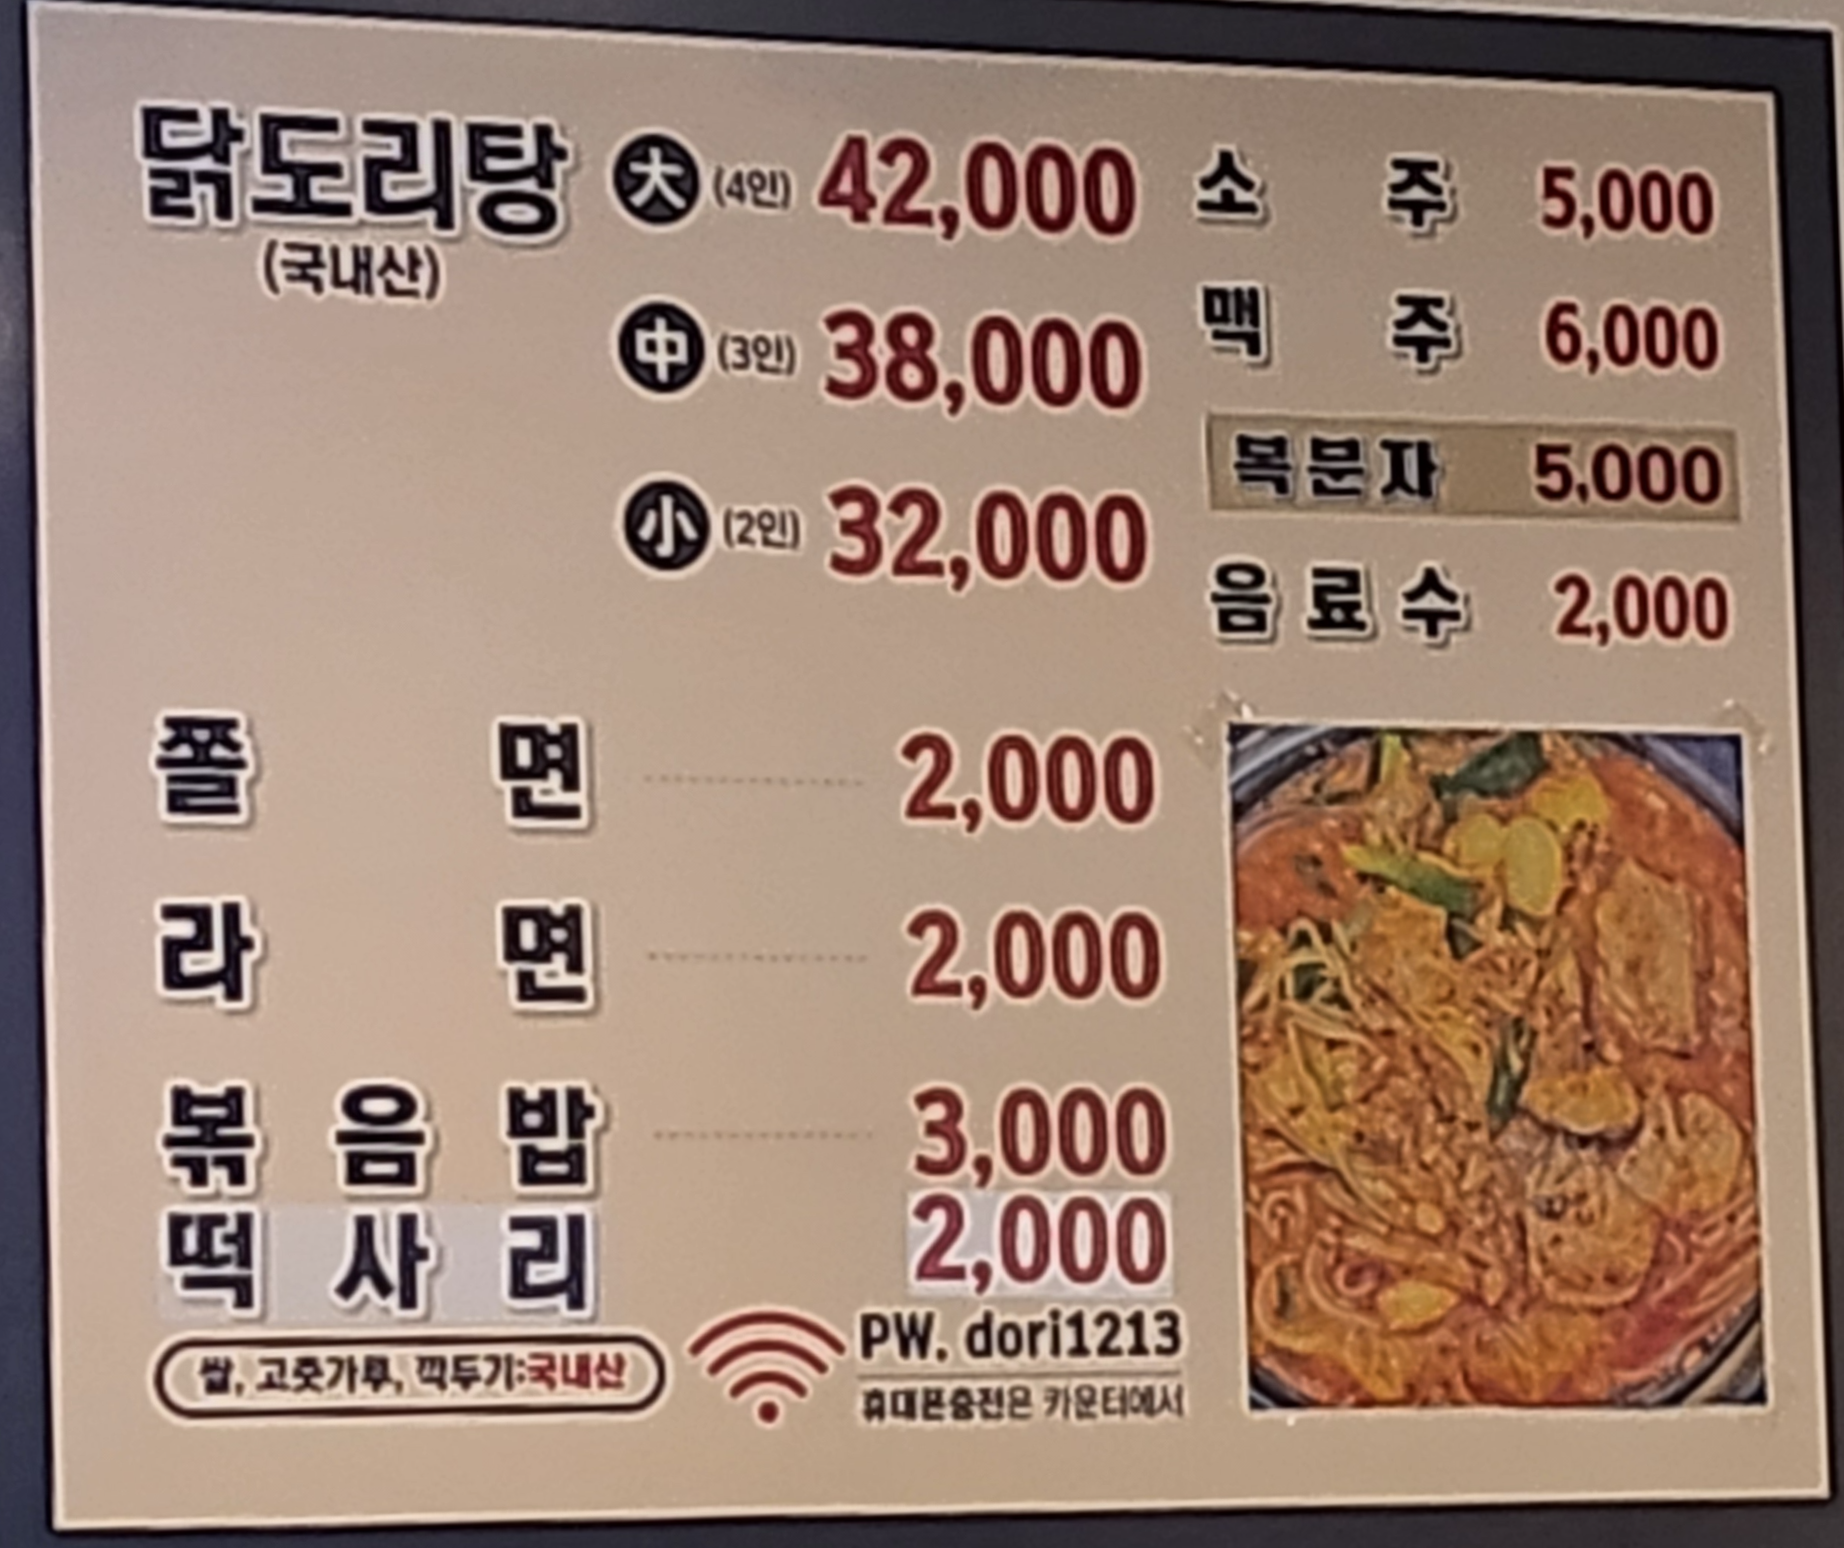 닭도리탕 大 (4인) 42,000
(국내산)
中 (3인) 38,000
小 (2인) 32,000
쫄면 2,000
라면 2,000
볶음밥 3,000
떡사리 2,000
쌀, 고춧가루, 깍두기:국내산
PW. dori1213
휴대폰충전은 카운터에서
소주 5,000
맥주 6,000
복문자 5,000
음료수 2,000